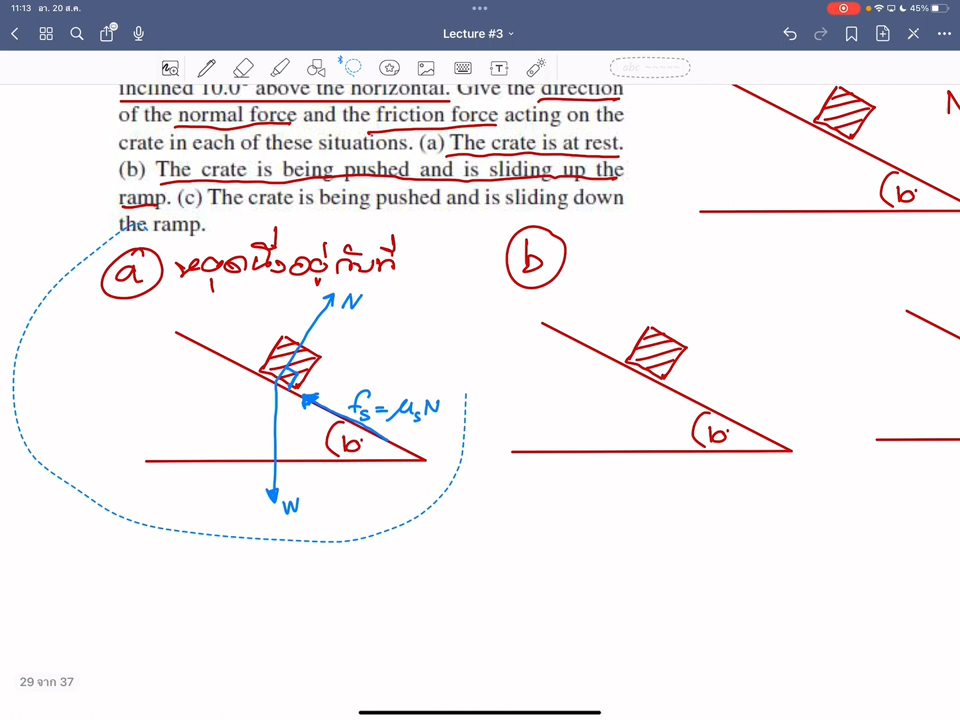 11:13 อา. 20 ส.ค.
45%
Lecture #3
abc
inclined 10.0° above the horizontal. Give the direction
of the normal force and the friction force acting on the
crate in each of these situations. (a) The crate is at rest.
(b) The crate is being pushed and is sliding up the
ramp. (c) The crate is being pushed and is sliding down
the ramp.
a หยุดนิ่งอยู่กับที่
b
N
N
fs = μsN
10°
W
10°
10°
29 จาก 37